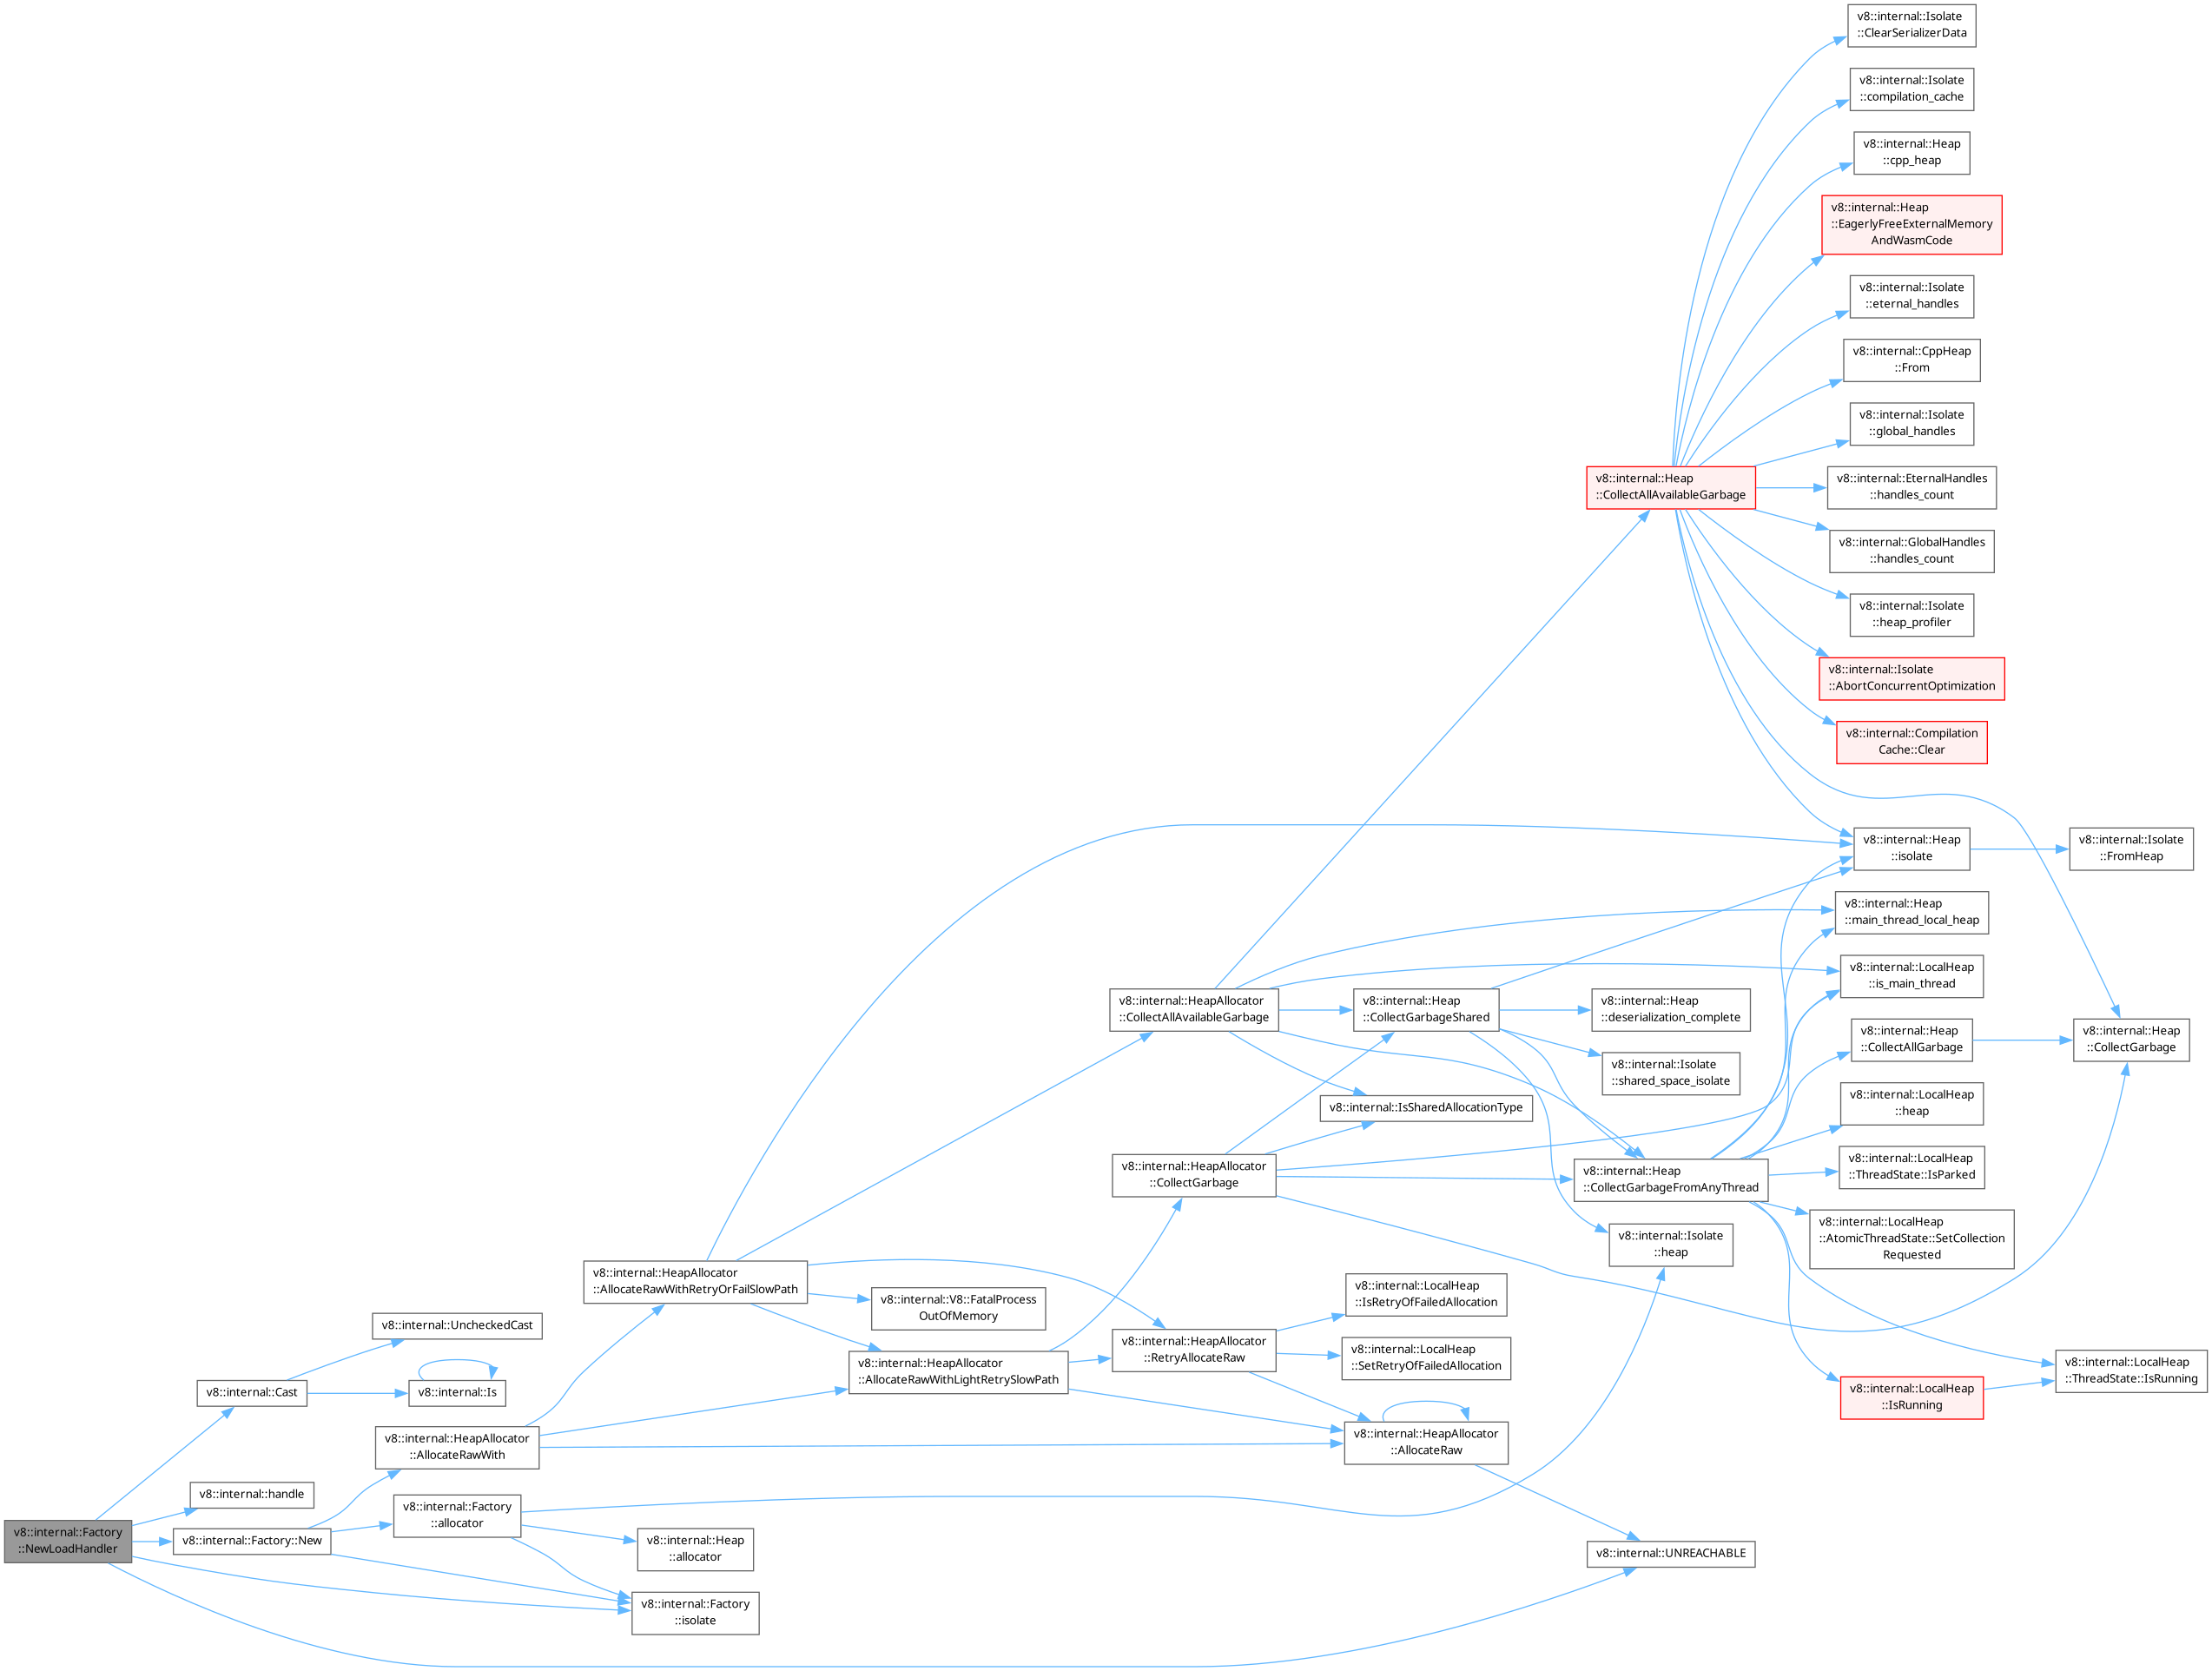 v8::internal::Isolate
::ClearSerializerData
v8::internal::Isolate
::compilation_cache
v8::internal::Heap
::cpp_heap
v8::internal::Heap
::EagerlyFreeExternalMemory
AndWasmCode
v8::internal::Isolate
::eternal_handles
v8::internal::CppHeap
::From
v8::internal::Isolate
::global_handles
v8::internal::Heap
::CollectAllAvailableGarbage
v8::internal::EternalHandles
::handles_count
v8::internal::GlobalHandles
::handles_count
v8::internal::Isolate
::heap_profiler
v8::internal::Isolate
::AbortConcurrentOptimization
v8::internal::Compilation
Cache::Clear
v8::internal::Heap
::isolate
v8::internal::Isolate
::FromHeap
v8::internal::Heap
::main_thread_local_heap
v8::internal::LocalHeap
::is_main_thread
v8::internal::HeapAllocator
::CollectAllAvailableGarbage
v8::internal::Heap
::CollectGarbageShared
v8::internal::Heap
::deserialization_complete
v8::internal::Heap
::CollectAllGarbage
v8::internal::Heap
::CollectGarbage
v8::internal::Isolate
::shared_space_isolate
v8::internal::IsSharedAllocationType
v8::internal::LocalHeap
::heap
v8::internal::HeapAllocator
::CollectGarbage
v8::internal::Heap
::CollectGarbageFromAnyThread
v8::internal::LocalHeap
::ThreadState::IsParked
v8::internal::LocalHeap
::AtomicThreadState::SetCollection
Requested
v8::internal::Isolate
::heap
v8::internal::HeapAllocator
::AllocateRawWithRetryOrFailSlowPath
v8::internal::V8::FatalProcess
OutOfMemory
v8::internal::LocalHeap
::IsRetryOfFailedAllocation
v8::internal::UncheckedCast
v8::internal::HeapAllocator
::RetryAllocateRaw
v8::internal::LocalHeap
::SetRetryOfFailedAllocation
v8::internal::HeapAllocator
::AllocateRawWithLightRetrySlowPath
v8::internal::LocalHeap
::ThreadState::IsRunning
v8::internal::Cast
v8::internal::Is
v8::internal::LocalHeap
::IsRunning
v8::internal::HeapAllocator
::AllocateRawWith
v8::internal::HeapAllocator
::AllocateRaw
v8::internal::handle
v8::internal::Factory
::allocator
v8::internal::Factory
::NewLoadHandler
v8::internal::Factory::New
v8::internal::Heap
::allocator
v8::internal::UNREACHABLE
v8::internal::Factory
::isolate